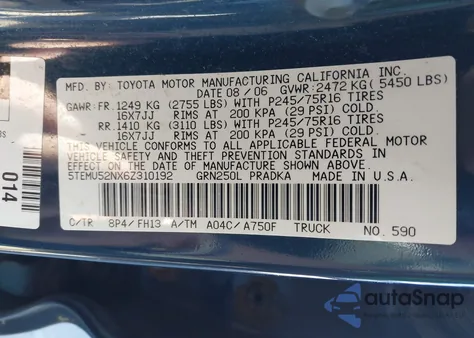 MFD. BY: TOYOTA MOTOR MANUFACTURING CALIFORNIA INC.
DATE 08 / 06 GVWR: 2472 KG ( 5450 LBS)
GAWR: FR. 1249 KG (2755 LBS) WITH P245/75R16 TIRES
16X7JJ RIMS AT 200 KPA (29 PSI) COLD.
RR. 1410 KG (3110 LBS) WITH P245/75R16 TIRES
16X7JJ RIMS AT 200 KPA (29 PSI) COLD.
THIS VEHICLE CONFORMS TO ALL APPLICABLE FEDERAL MOTOR
VEHICLE SAFETY AND THEFT PREVENTION STANDARDS IN
EFFECT ON THE DATE OF MANUFACTURE SHOWN ABOVE.
5TEMU52NX6Z310192 GRN250L PRADKA MADE IN U.S.A.
C/TR 8P4/ FH13 A/TM A04C/ A750F TRUCK NO. 590
014
autoSnap